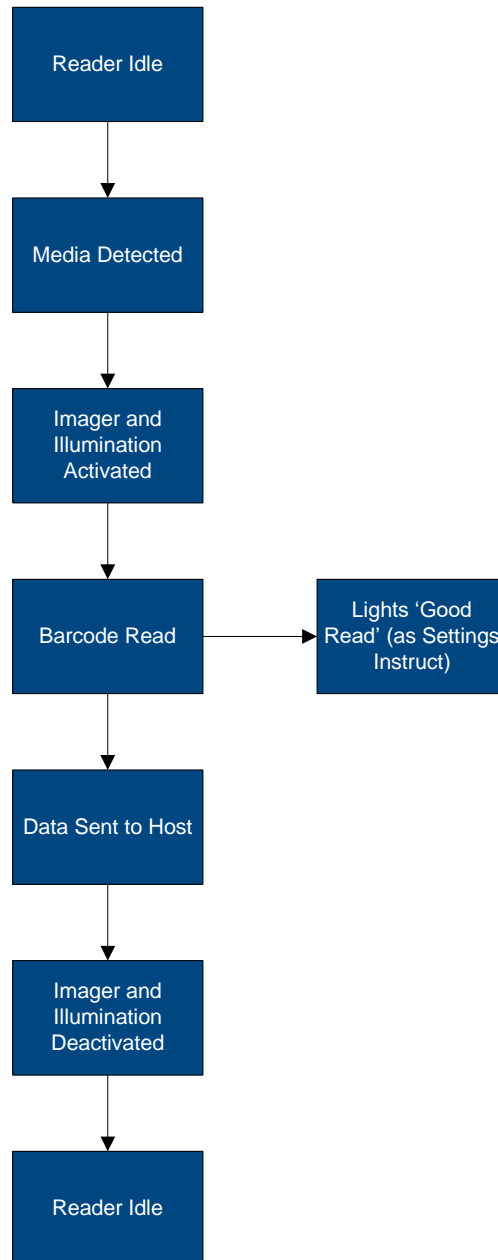 Reader Idle
Media Detected
Imager and
Illumination
Activated
Barcode Read
Lights ‘Good
Read’ (as Settings
Instruct)
Data Sent to Host
Imager and
Illumination
Deactivated
Reader Idle